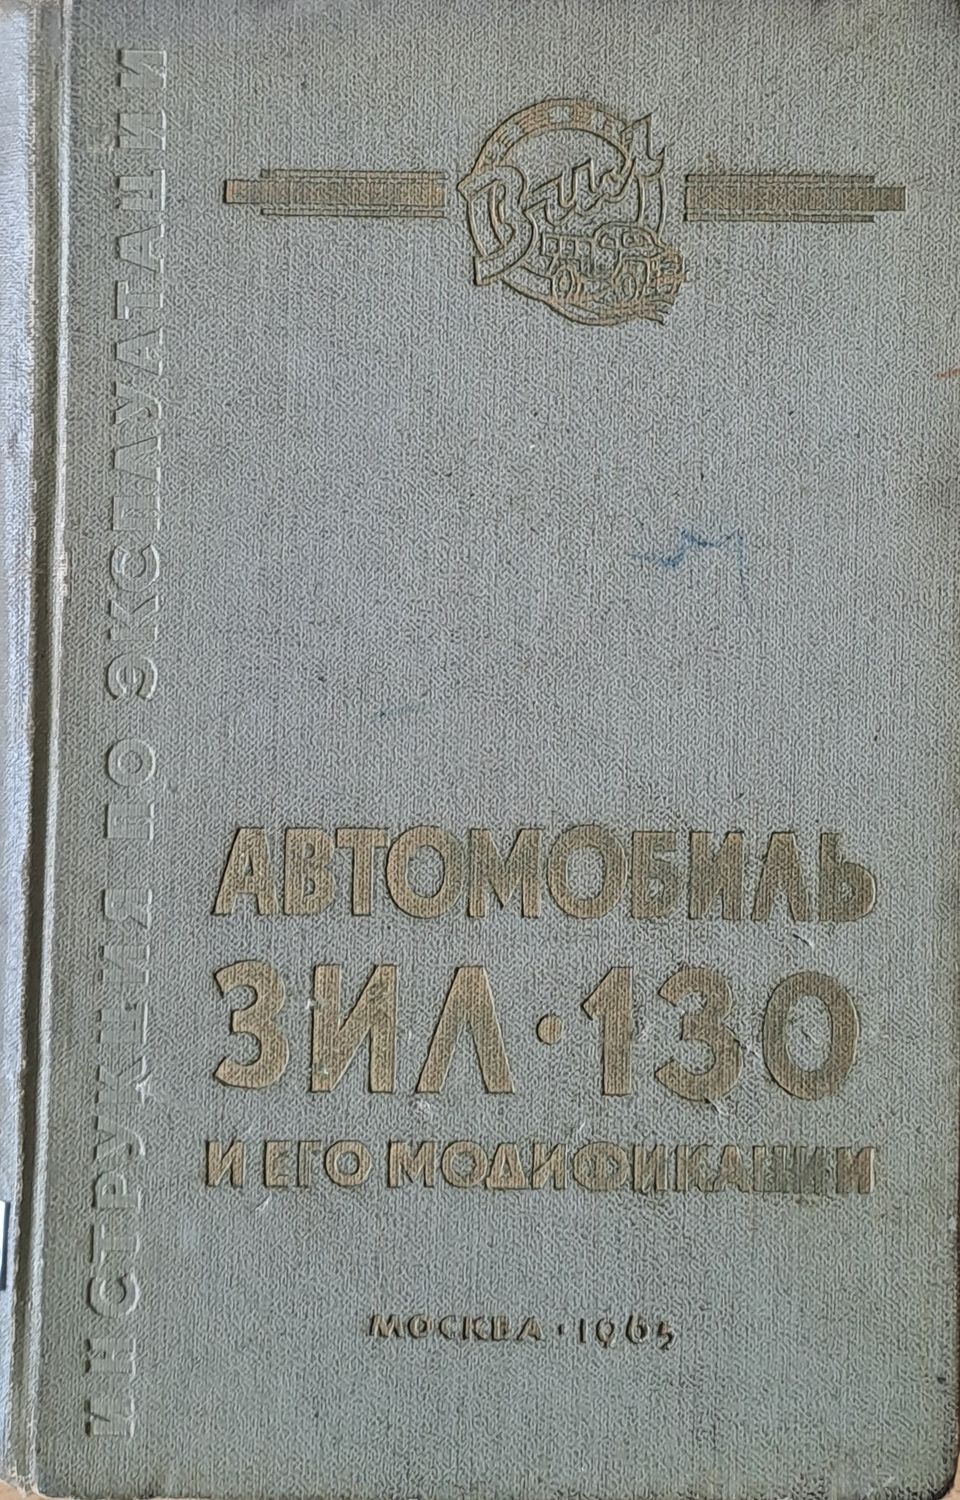 ИНСТРУКЦИЯ ПО ЭКСПЛУАТАЦИИ
АВТОМОБИЛЬ
ЗИЛ·130
И ЕГО МОДИФИКАЦИИ
МОСКВА·1965